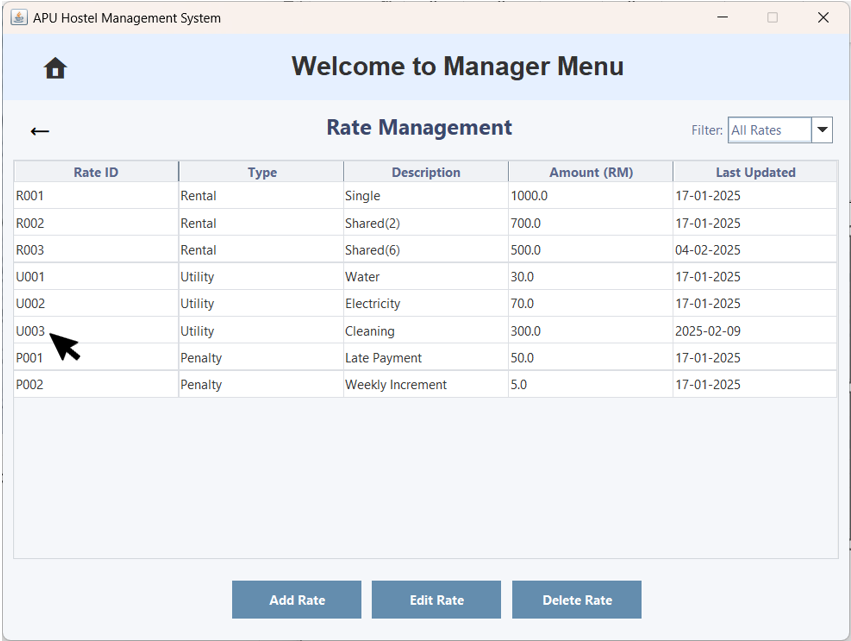 APU Hostel Management System
Welcome to Manager Menu
Rate Management
Filter: All Rates
Rate ID Type Description Amount (RM) Last Updated
R001 Rental Single 1000.0 17-01-2025
R002 Rental Shared(2) 700.0 17-01-2025
R003 Rental Shared(6) 500.0 04-02-2025
U001 Utility Water 30.0 17-01-2025
U002 Utility Electricity 70.0 17-01-2025
U003 Utility Cleaning 300.0 2025-02-09
P001 Penalty Late Payment 50.0 17-01-2025
P002 Penalty Weekly Increment 5.0 17-01-2025
Add Rate Edit Rate Delete Rate